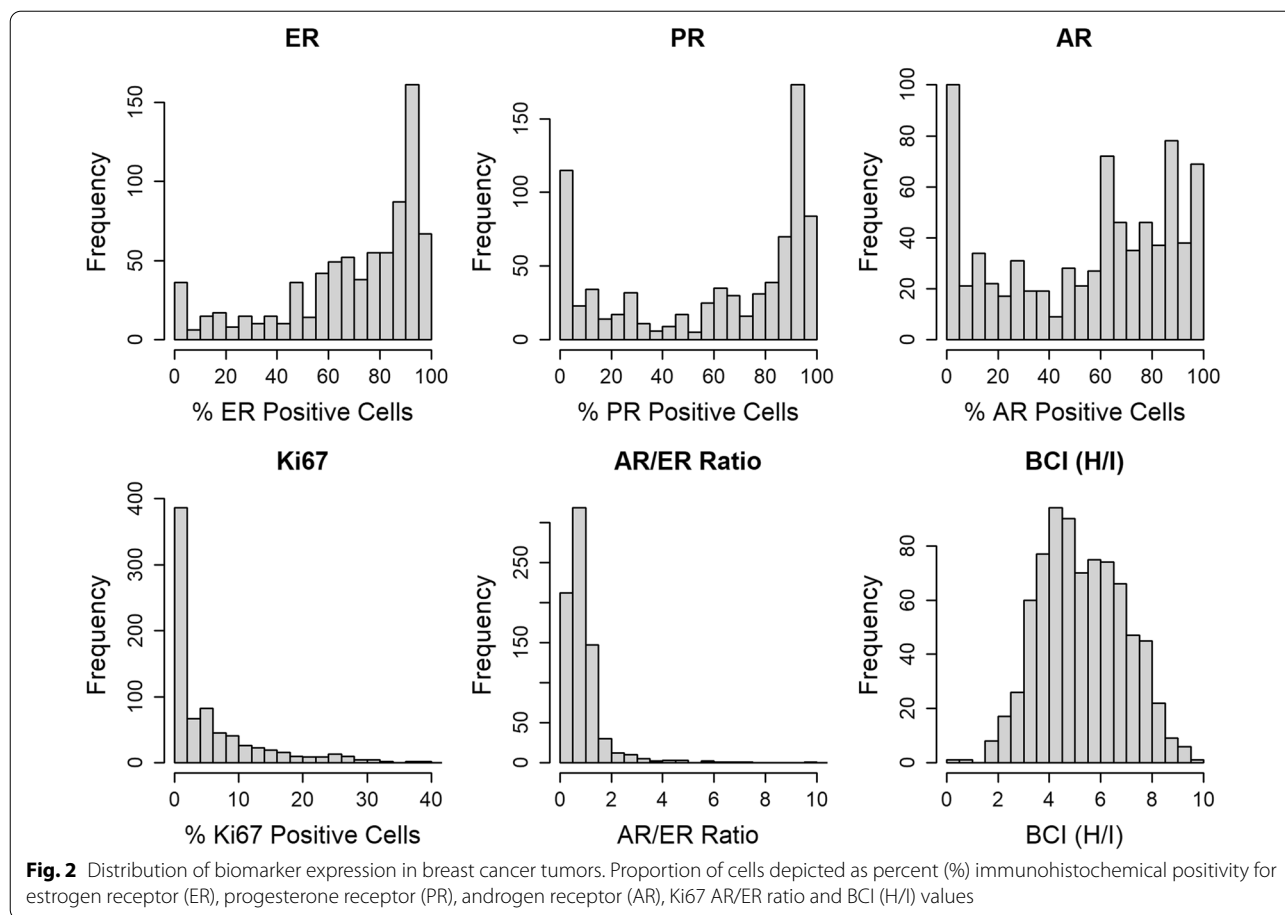 ER
Frequency
0 50 100 150
0 20 40 60 80 100
% ER Positive Cells
PR
Frequency
0 50 100 150
0 20 40 60 80 100
% PR Positive Cells
AR
Frequency
0 20 40 60 80 100
0 20 40 60 80 100
% AR Positive Cells
Ki67
Frequency
0 100 200 300 400
0 10 20 30 40
% Ki67 Positive Cells
AR/ER Ratio
Frequency
0 50 150 250
0 2 4 6 8 10
AR/ER Ratio
BCI (H/I)
Frequency
0 20 40 60 80
0 2 4 6 8 10
BCI (H/I)
Fig. 2 Distribution of biomarker expression in breast cancer tumors. Proportion of cells depicted as percent (%) immunohistochemical positivity for
estrogen receptor (ER), progesterone receptor (PR), androgen receptor (AR), Ki67 AR/ER ratio and BCI (H/I) values